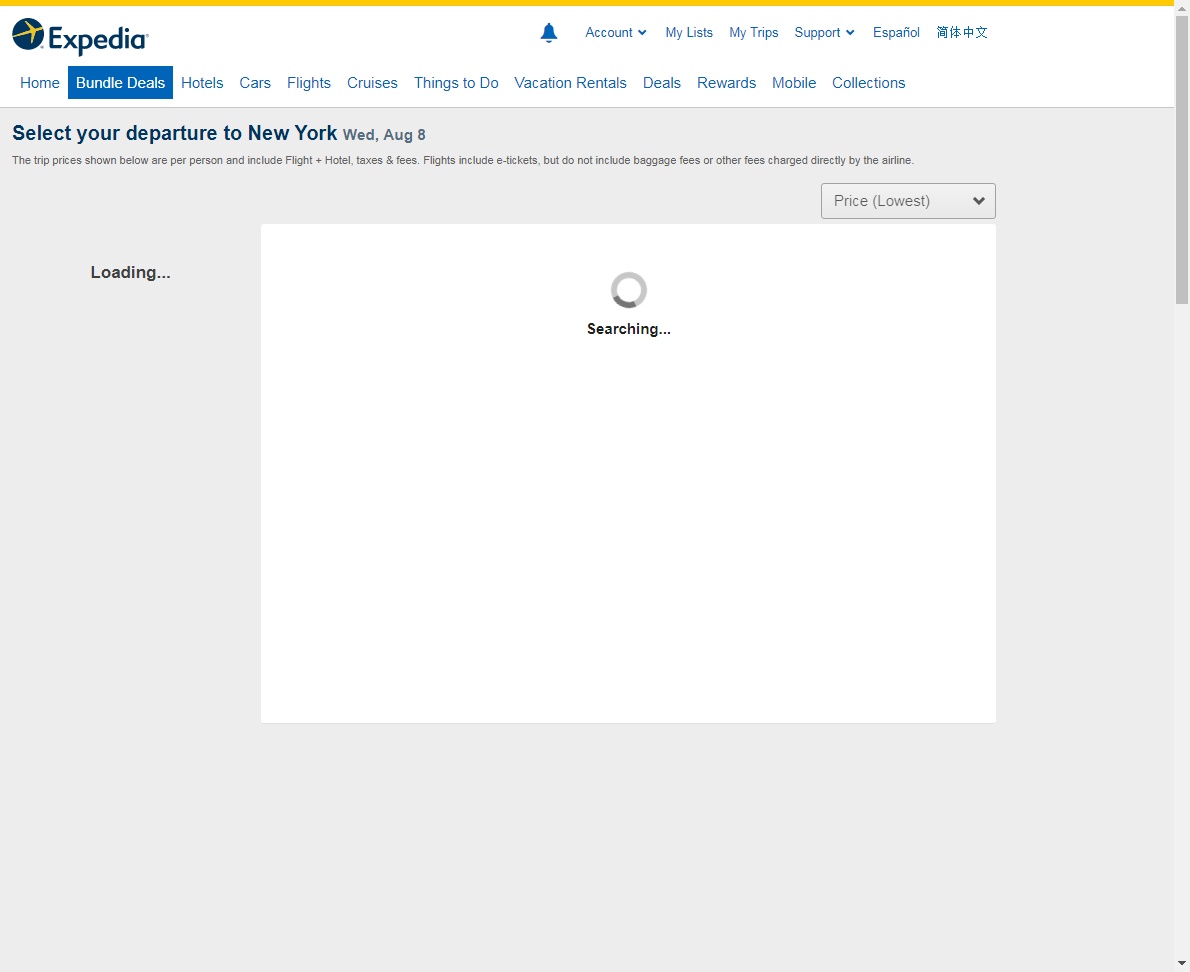 Expedia
Account My Lists My Trips Support Español 简体中文
Home Bundle Deals Hotels Cars Flights Cruises Things to Do Vacation Rentals Deals Rewards Mobile Collections
Select your departure to New York Wed, Aug 8
The trip prices shown below are per person and include Flight + Hotel, taxes & fees. Flights include e-tickets, but do not include baggage fees or other fees charged directly by the airline.
Price (Lowest)
Loading...
Searching...